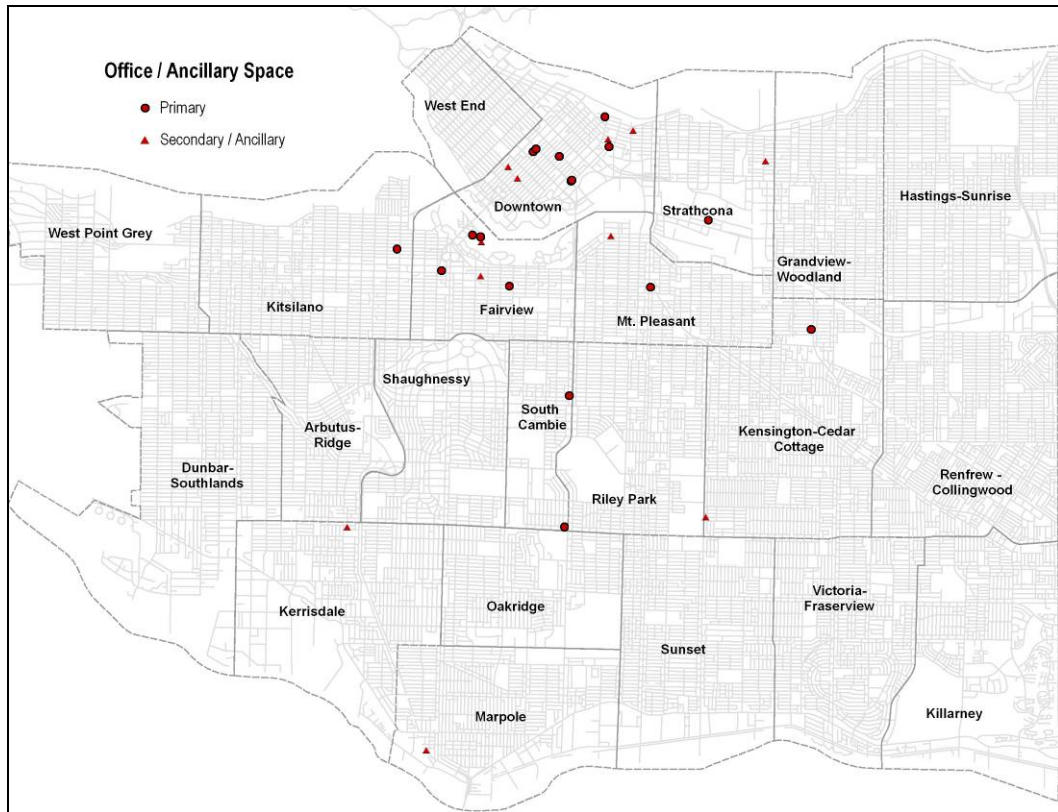 Office / Ancillary Space
Primary
Secondary / Ancillary
West End
Downtown
Strathcona
Hastings-Sunrise
West Point Grey
Grandview-
Woodland
Kitsilano
Fairview
Mt. Pleasant
Shaughnessy
South
Cambie
Arbutus-
Ridge
Kensington-Cedar
Cottage
Dunbar-
Southlands
Renfrew -
Collingwood
Riley Park
Kerrisdale
Oakridge
Victoria-
Fraserview
Sunset
Marpole
Killarney